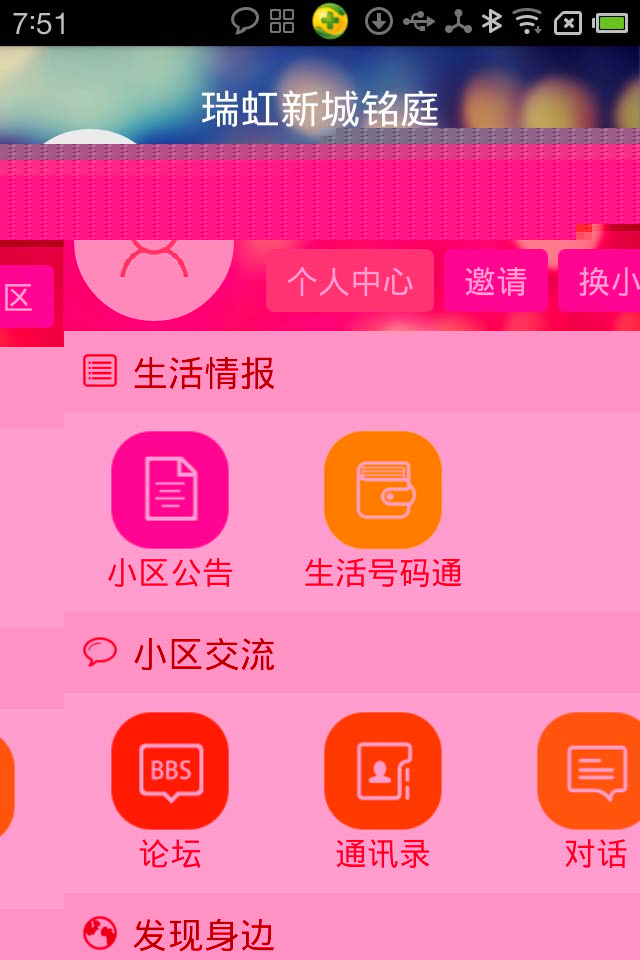 7:51
瑞虹新城铭庭
区 个人中心 邀请 换小
生活情报
小区公告 生活号码通
小区交流
BBS
论坛 通讯录 对话
发现身边